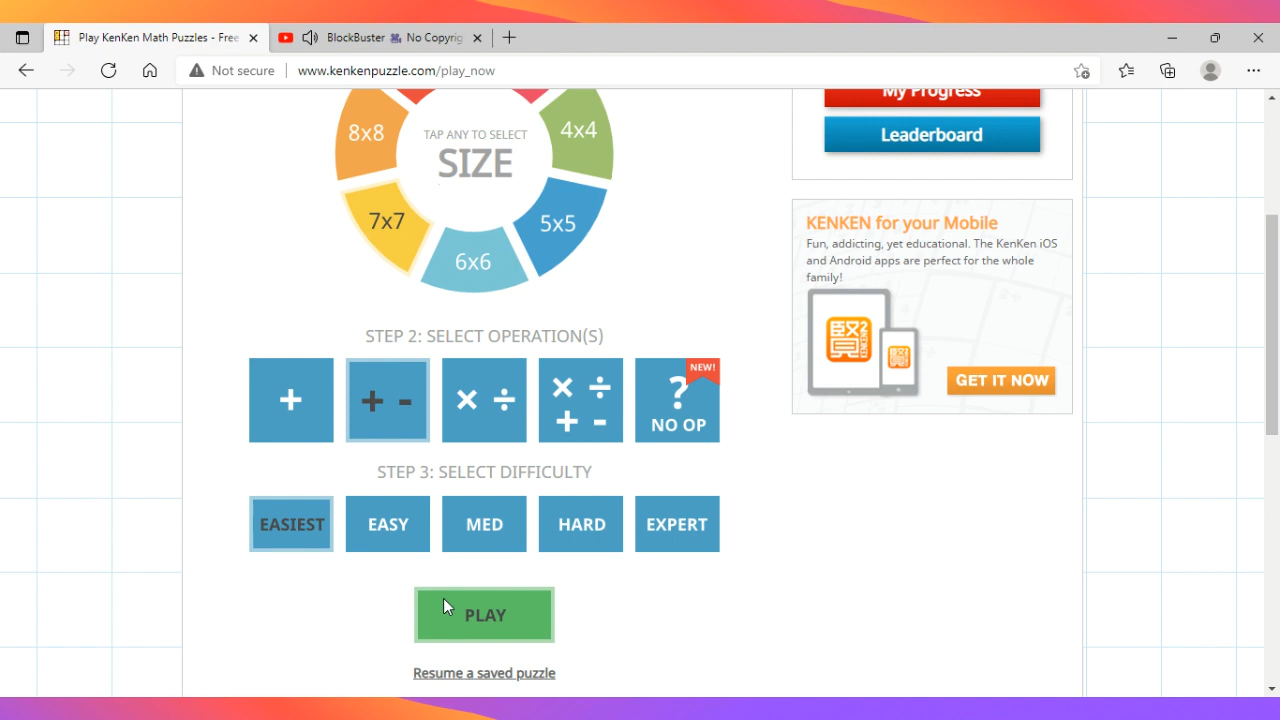 Play KenKen Math Puzzles - Free
BlockBuster 🎥 No Copyrig
Not secure
www.kenkenpuzzle.com/play_now
My Progress
Leaderboard
8x8
TAP ANY TO SELECT
SIZE
4x4
7x7
5x5
6x6
KENKEN for your Mobile
Fun, addicting, yet educational. The KenKen iOS
and Android apps are perfect for the whole
family!
賢2
KENKEN
GET IT NOW
STEP 2: SELECT OPERATION(S)
+
+ -
× ÷
× ÷
+ -
?
NEW!
NO OP
STEP 3: SELECT DIFFICULTY
EASIEST
EASY
MED
HARD
EXPERT
PLAY
Resume a saved puzzle